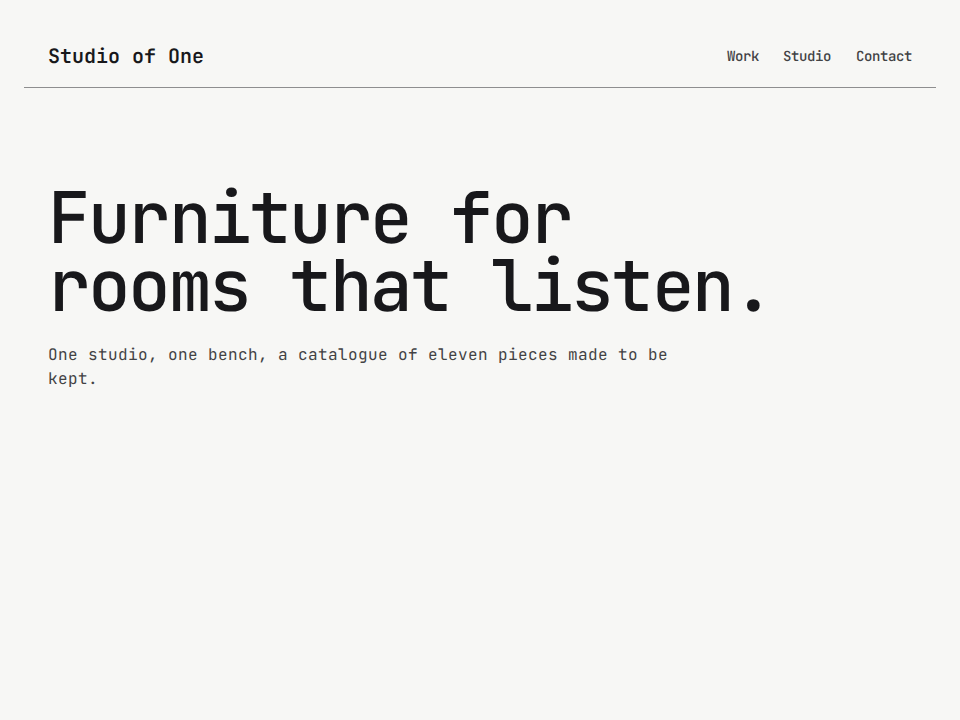 Studio of One
Work Studio Contact
Furniture for
rooms that listen.
One studio, one bench, a catalogue of eleven pieces made to be
kept.